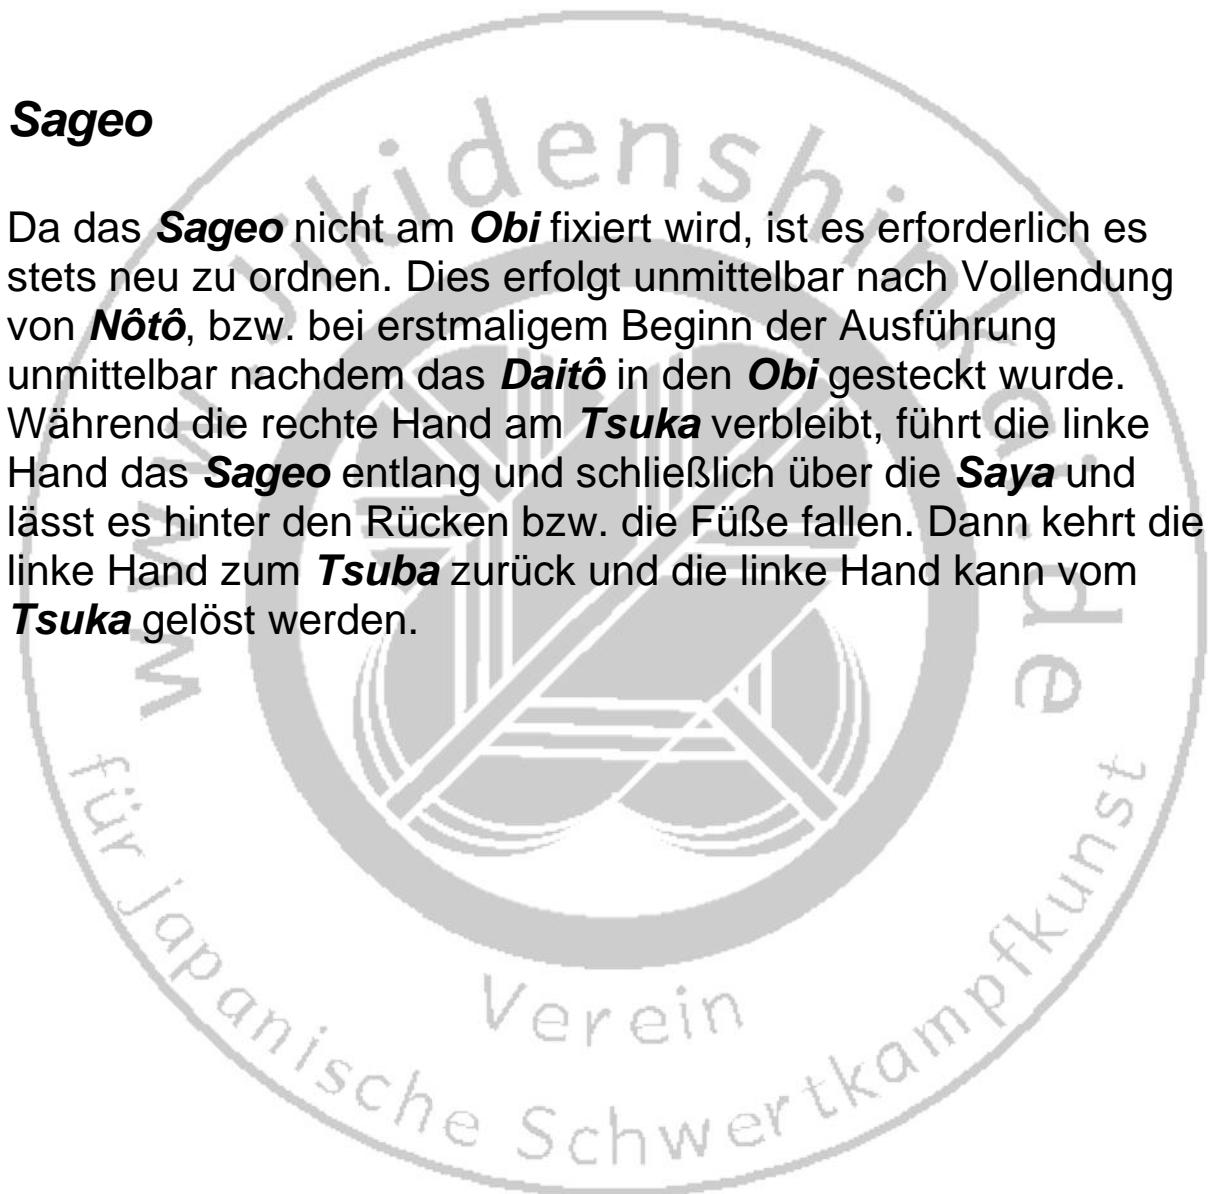 Sageo
Da das Sageo nicht am Obi fixiert wird, ist es erforderlich es
stets neu zu ordnen. Dies erfolgt unmittelbar nach Vollendung
von Nôtô, bzw. bei erstmaligem Beginn der Ausführung
unmittelbar nachdem das Daitô in den Obi gesteckt wurde.
Während die rechte Hand am Tsuka verbleibt, führt die linke
Hand das Sageo entlang und schließlich über die Saya und
lässt es hinter den Rücken bzw. die Füße fallen. Dann kehrt die
linke Hand zum Tsuba zurück und die linke Hand kann vom
Tsuka gelöst werden.
www.jikidenshinkai.de
Verein
für japanische Schwertkampfkunst